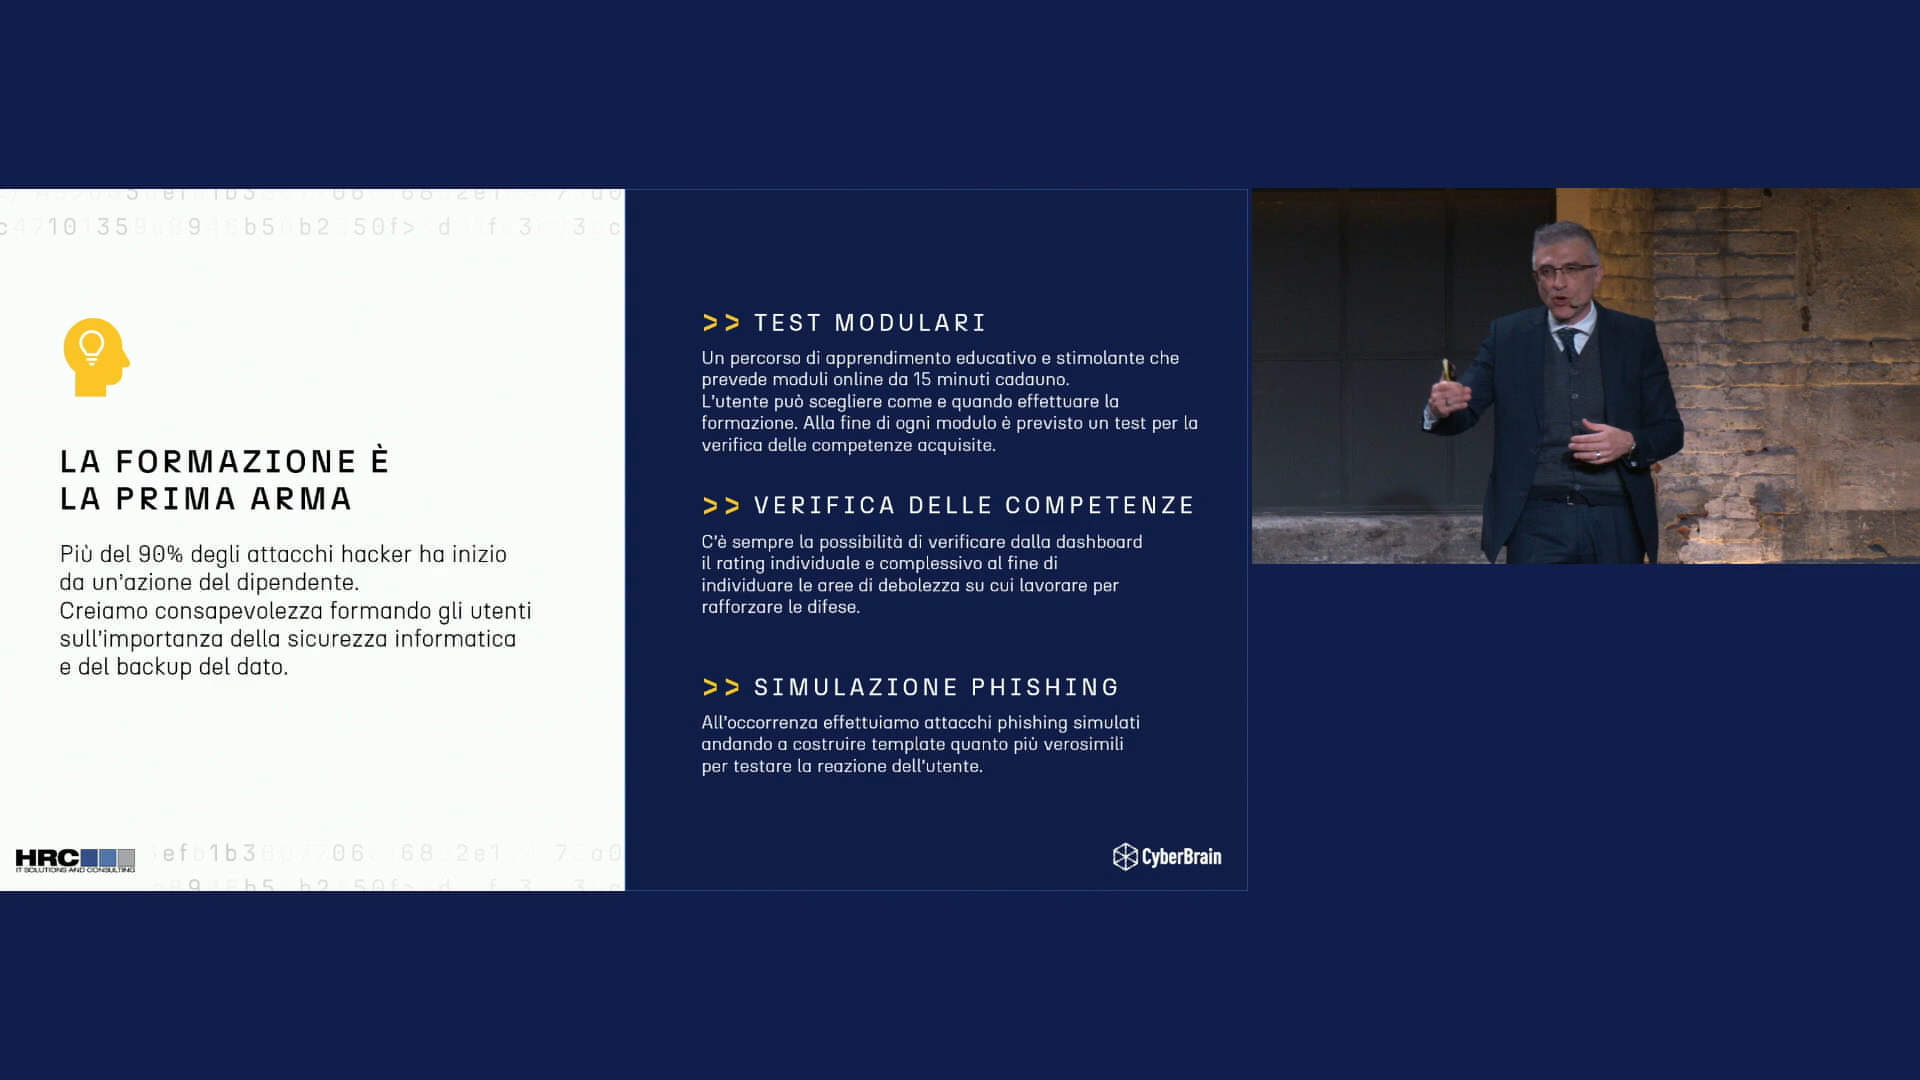 LA FORMAZIONE È
LA PRIMA ARMA
Più del 90% degli attacchi hacker ha inizio
da un'azione del dipendente.
Creiamo consapevolezza formando gli utenti
sull'importanza della sicurezza informatica
e del backup del dato.
HRC
IT SOLUTIONS AND CONSULTING
>> TEST MODULARI
Un percorso di apprendimento educativo e stimolante che
prevede moduli online da 15 minuti cadauno.
L'utente può scegliere come e quando effettuare la
formazione. Alla fine di ogni modulo è previsto un test per la
verifica delle competenze acquisite.
>> VERIFICA DELLE COMPETENZE
C'è sempre la possibilità di verificare dalla dashboard
il rating individuale e complessivo al fine di
individuare le aree di debolezza su cui lavorare per
rafforzare le difese.
>> SIMULAZIONE PHISHING
All'occorrenza effettuiamo attacchi phishing simulati
andando a costruire template quanto più verosimili
per testare la reazione dell'utente.
CyberBrain